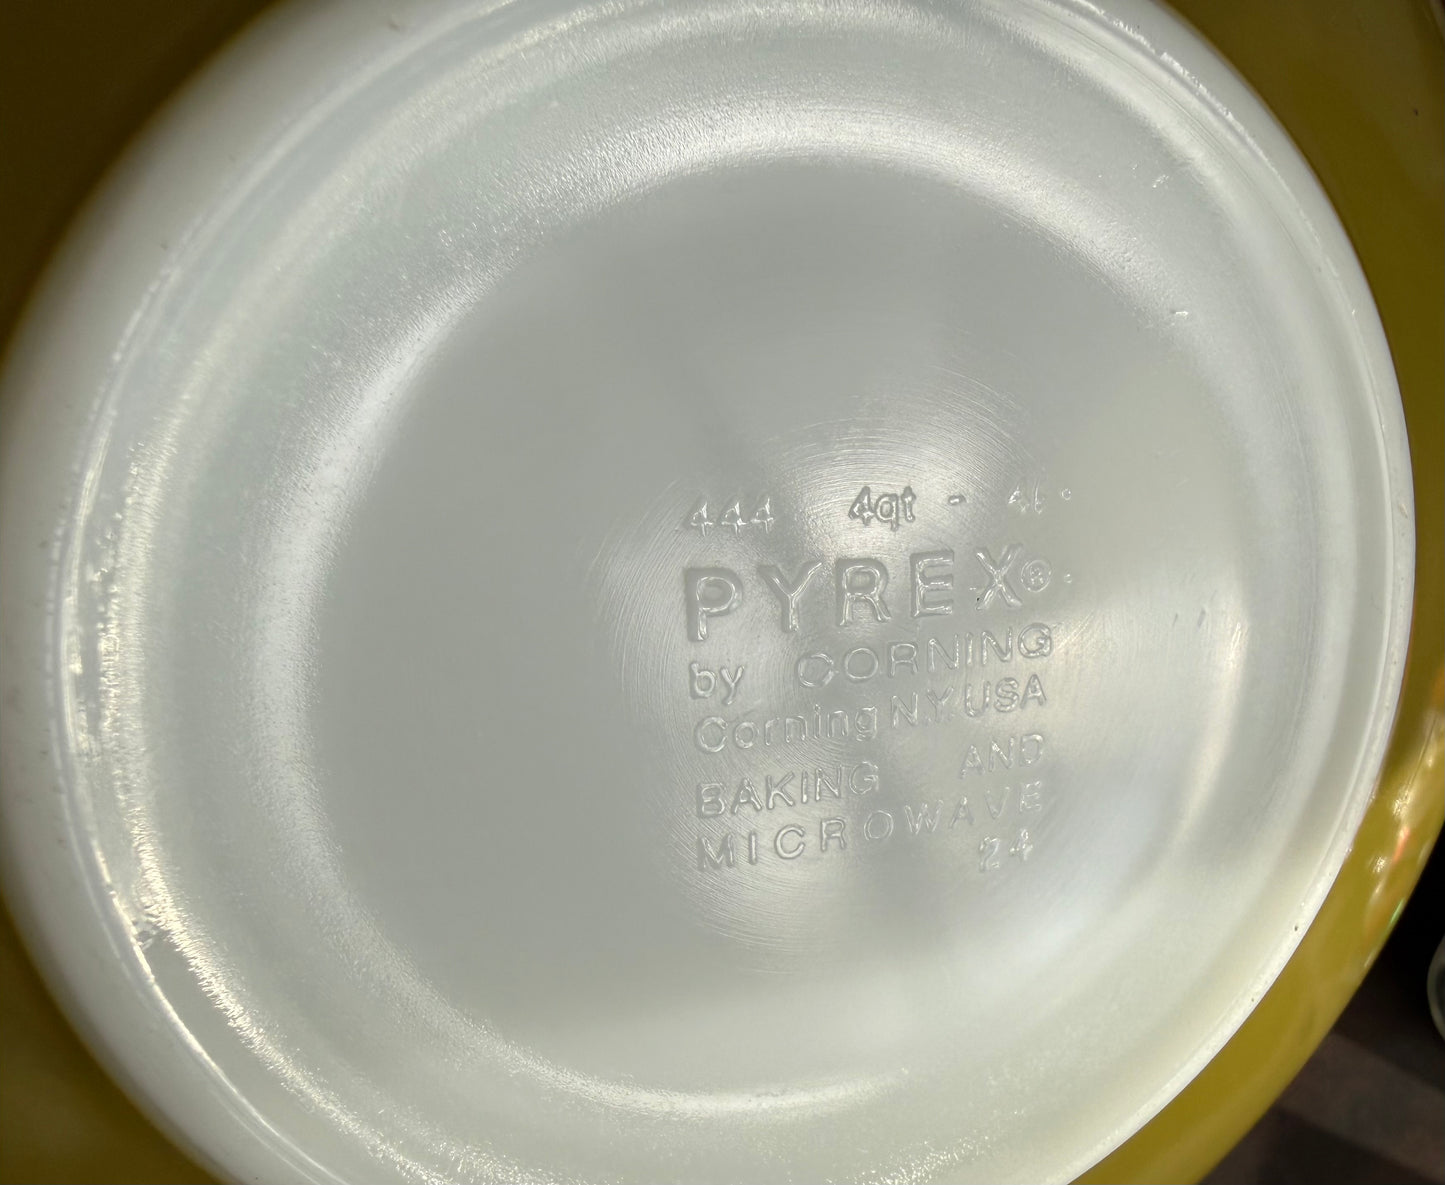 444 4qt - 4l.
PYREX®
by CORNING
Corning N.Y. USA
BAKING AND
MICROWAVE
24